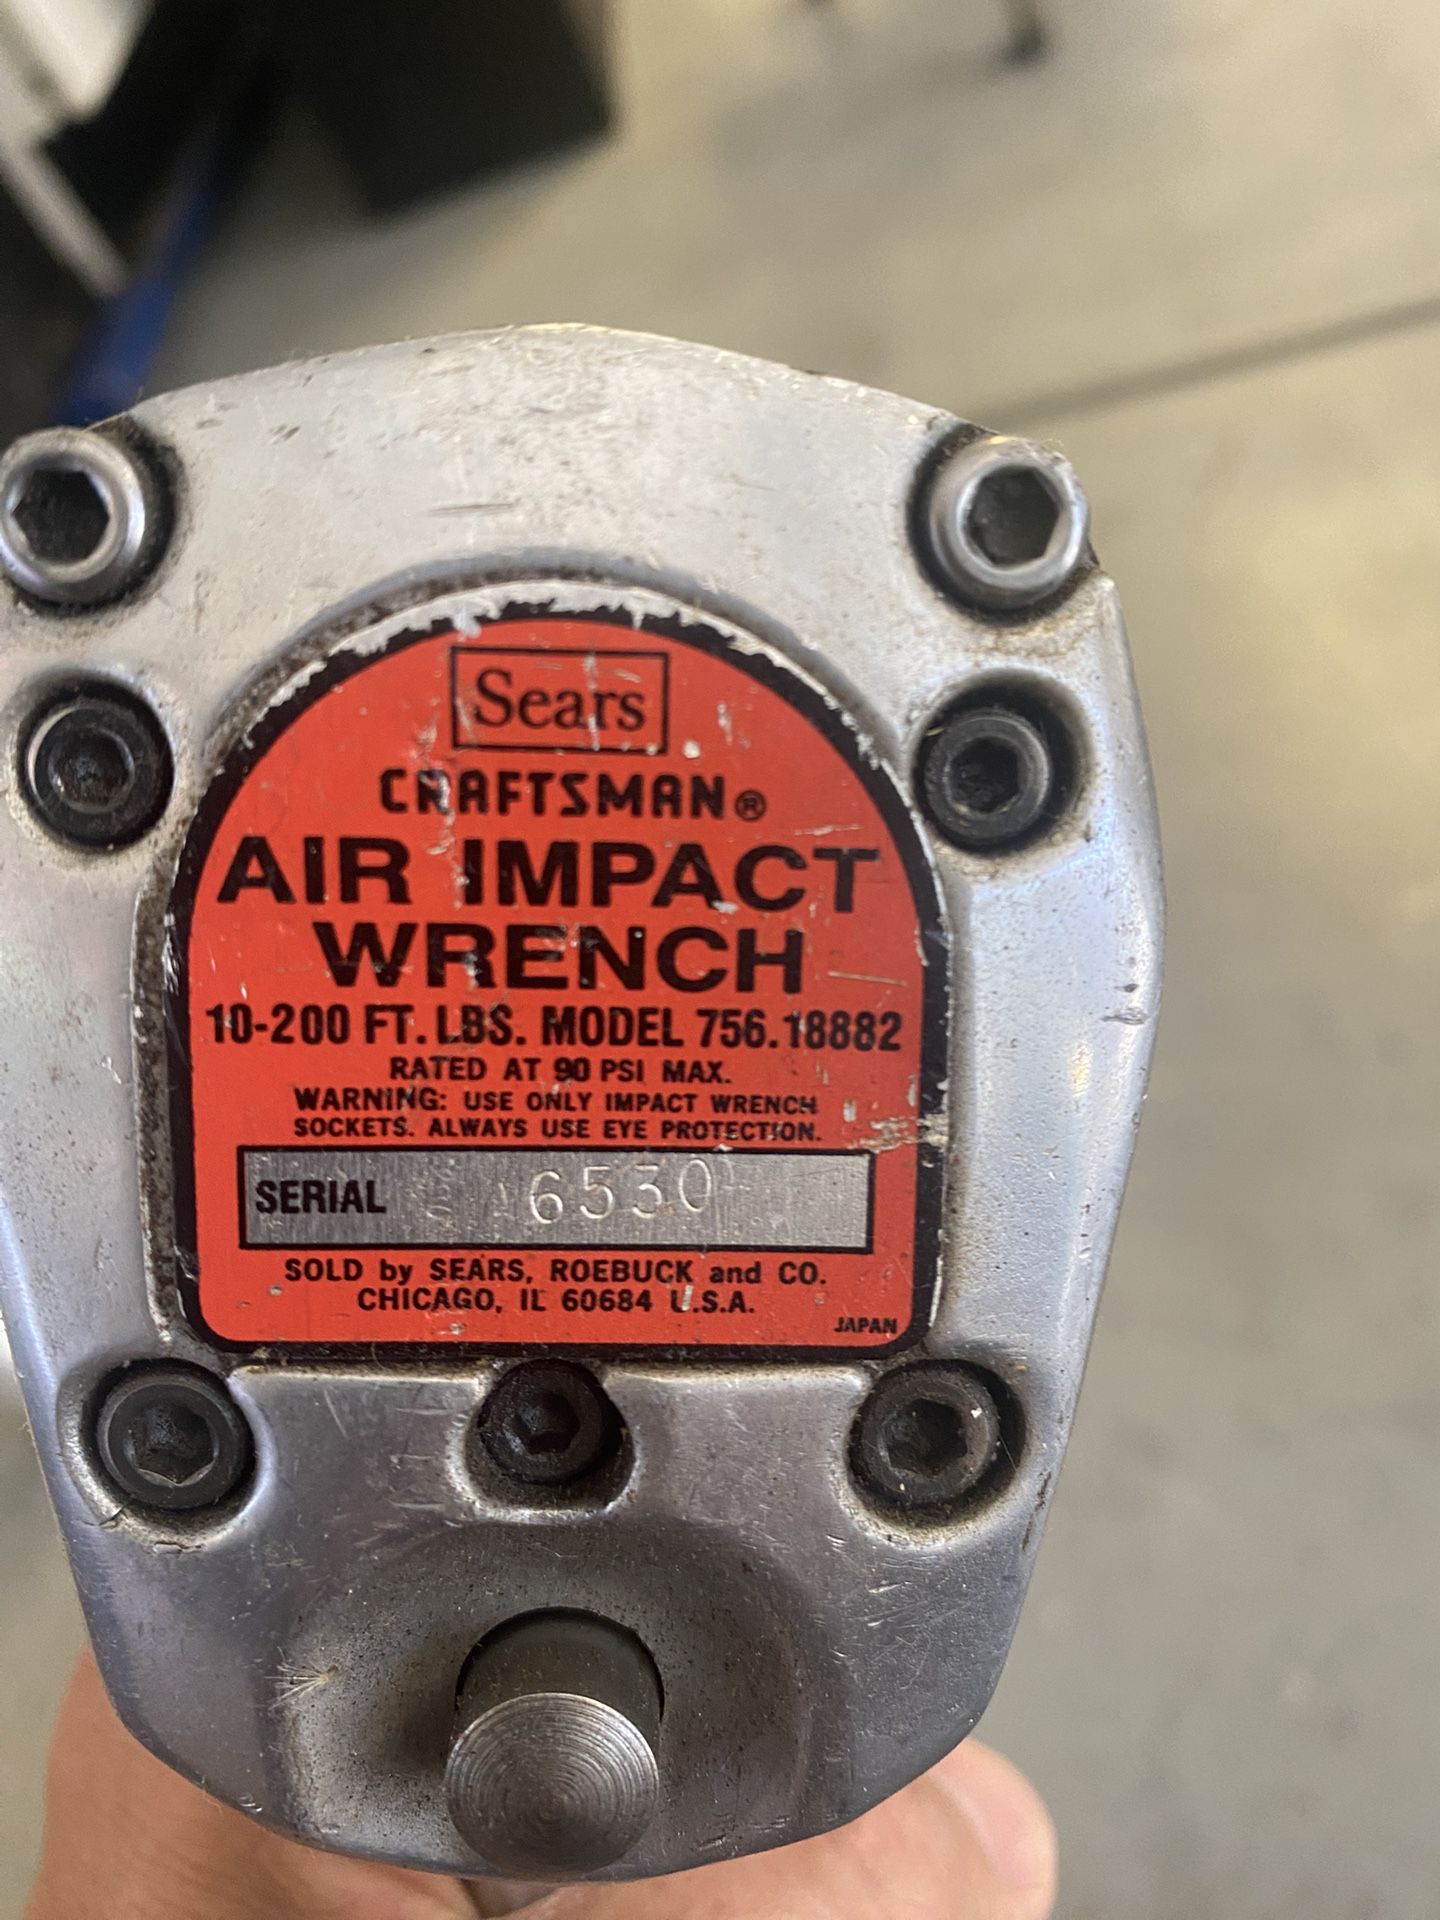 Sears
CRAFTSMAN®
AIR IMPACT
WRENCH
10-200 FT. LBS. MODEL 756.18882
RATED AT 90 PSI MAX.
WARNING: USE ONLY IMPACT WRENCH
SOCKETS. ALWAYS USE EYE PROTECTION.
SERIAL 6530
SOLD by SEARS, ROEBUCK and CO.
CHICAGO, IL 60684 U.S.A.
JAPAN